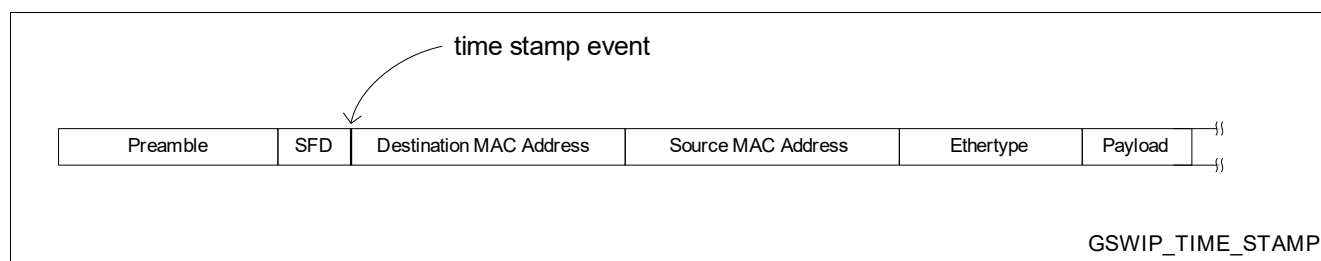 time stamp event
Preamble SFD Destination MAC Address Source MAC Address Ethertype Payload
GSWIP_TIME_STAMP